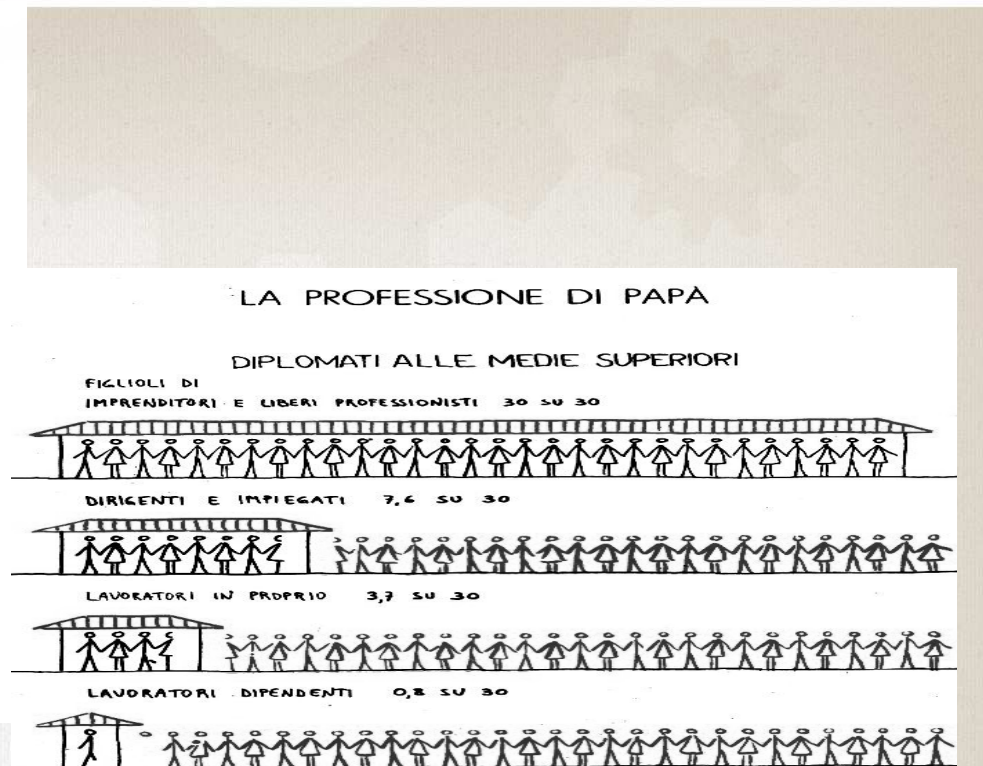 LA PROFESSIONE DI PAPÀ
DIPLOMATI ALLE MEDIE SUPERIORI
FIGLIOLI DI
IMPRENDITORI E LIBERI PROFESSIONISTI 30 SU 30
DIRIGENTI E IMPIEGATI 7,6 SU 30
LAVORATORI IN PROPRIO 3,7 SU 30
LAVORATORI DIPENDENTI 0,8 SU 30